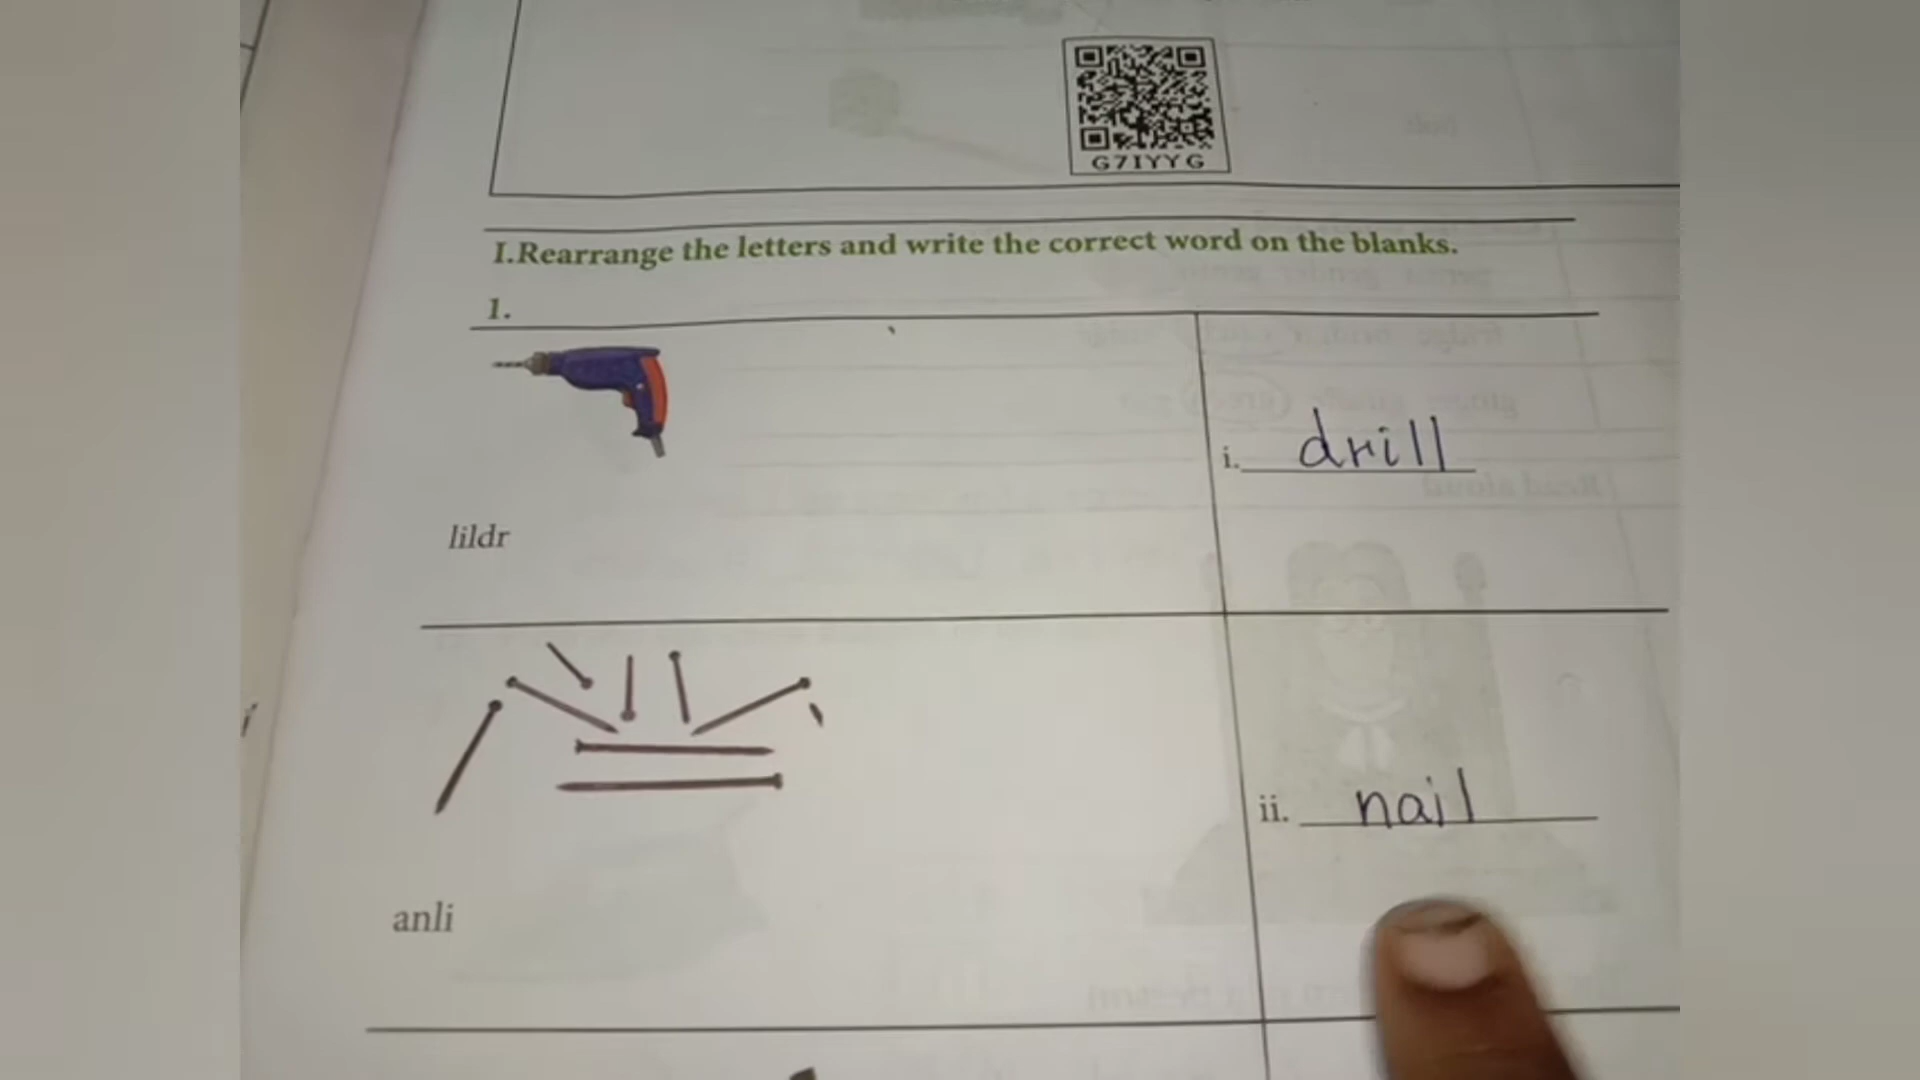 G7IYYG
I.Rearrange the letters and write the correct word on the blanks.
1.
i. drill
lildr
ii. nail
anli